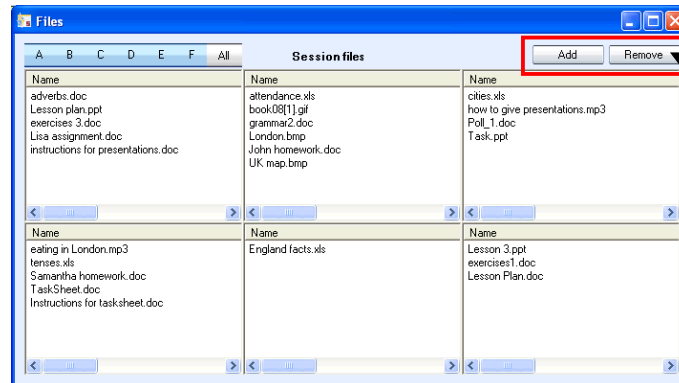 Files
A B C D E F All Session files Add Remove
Name
adverbs.doc
Lesson plan.ppt
exercises 3.doc
Lisa assignment.doc
instructions for presentations.doc
Name
attendance.xls
book08[1].gif
grammar2.doc
London.bmp
John homework.doc
UK map.bmp
Name
cities.xls
how to give presentations.mp3
Poll_1.doc
Task.ppt
Name
eating in London.mp3
tenses.xls
Samantha homework.doc
TaskSheet.doc
Instructions for tasksheet.doc
Name
England facts.xls
Name
Lesson 3.ppt
exercises1.doc
Lesson Plan.doc